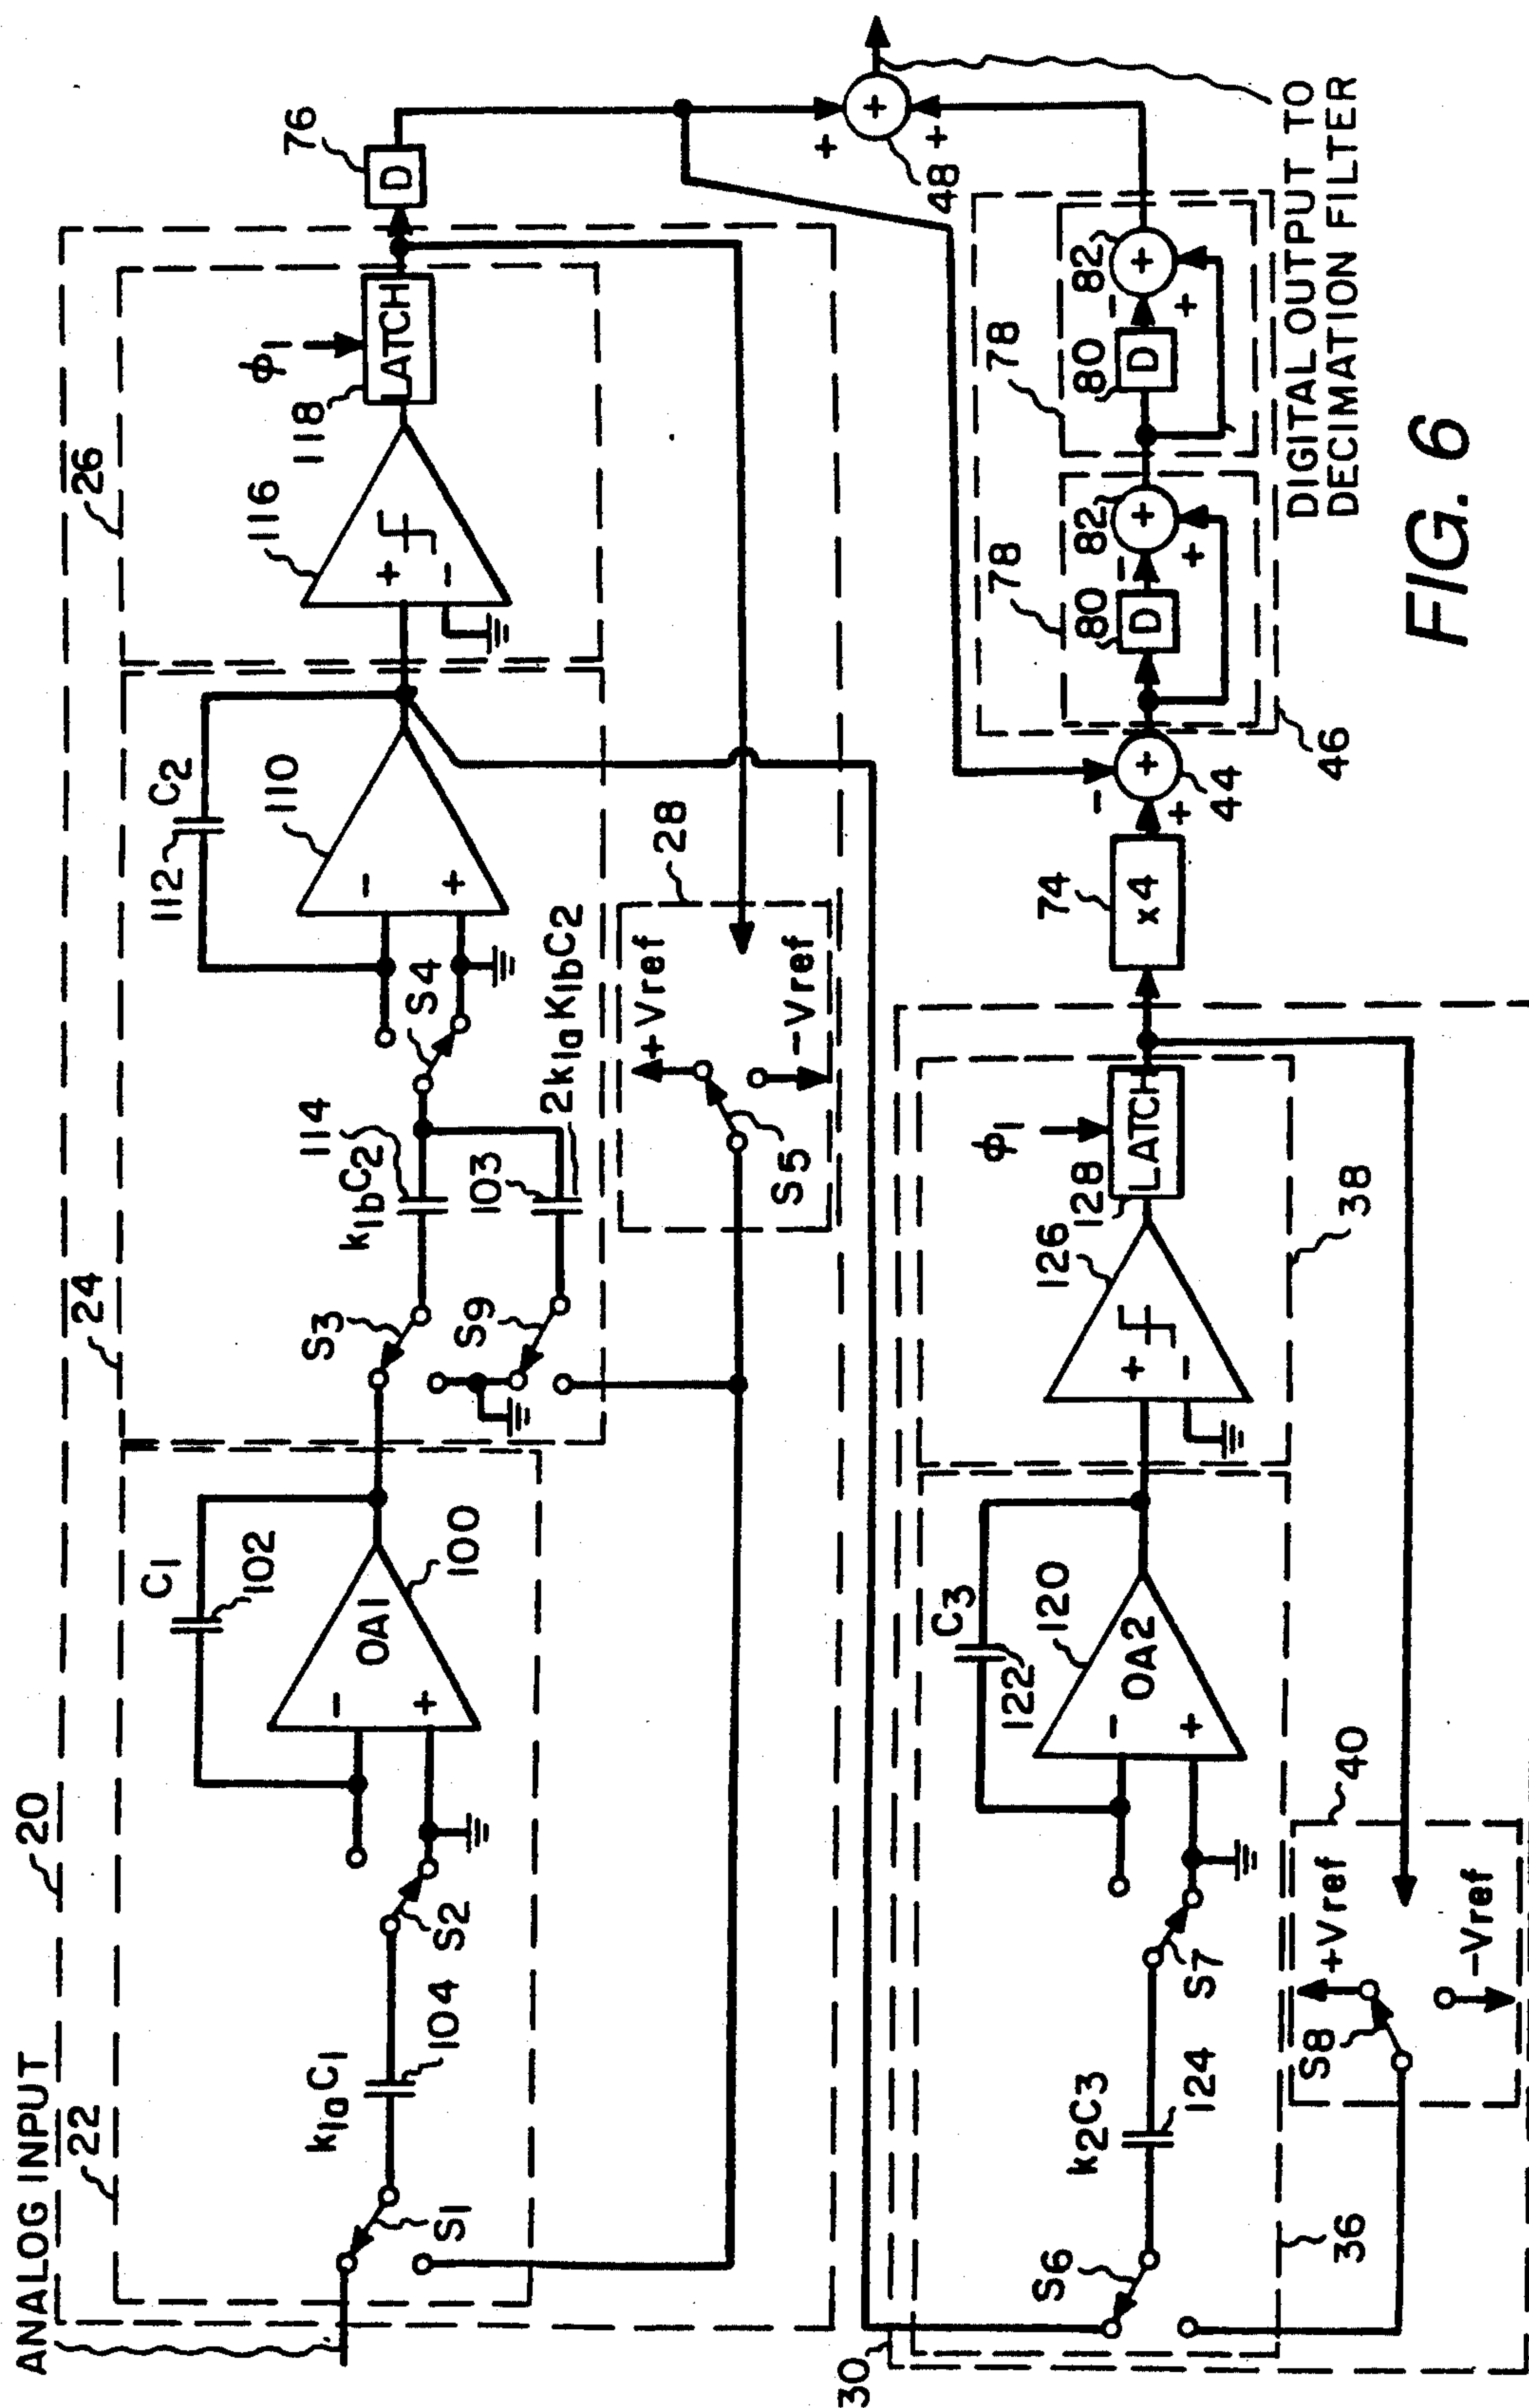 ANALOG INPUT
20
22
S1
k1aC1
104
S2
C1
102
OA1
-
+
100
24
S3
S9
k1bC2
114
103
2k1aK1bC2
S4
112
C2
110
-
+
26
116
+
-
118
ϕ1
LATCH
76
D
28
+Vref
-Vref
S5
30
S6
k2C3
124
S7
36
C3
122
OA2
-
+
120
126
+
-
128
ϕ1
LATCH
38
40
+Vref
-Vref
S8
74
x4
-
+
+
44
46
78
80
D
82
-
+
+
78
80
D
82
-
+
+
48
+
+
+
DIGITAL OUTPUT TO
DECIMATION FILTER
FIG. 6